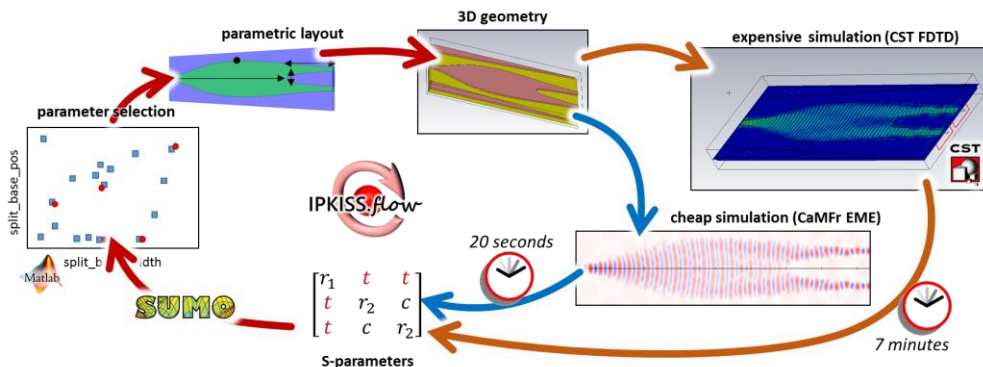 3D geometry
parametric layout
expensive simulation (CST FDTD)
parameter selection
split_base_pos
CST
IPKISS.flow
cheap simulation (CaMFr EME)
20 seconds
Matlab
SUMO
r₁ t t
t r₂ c
t c r₂
7 minutes
S-parameters